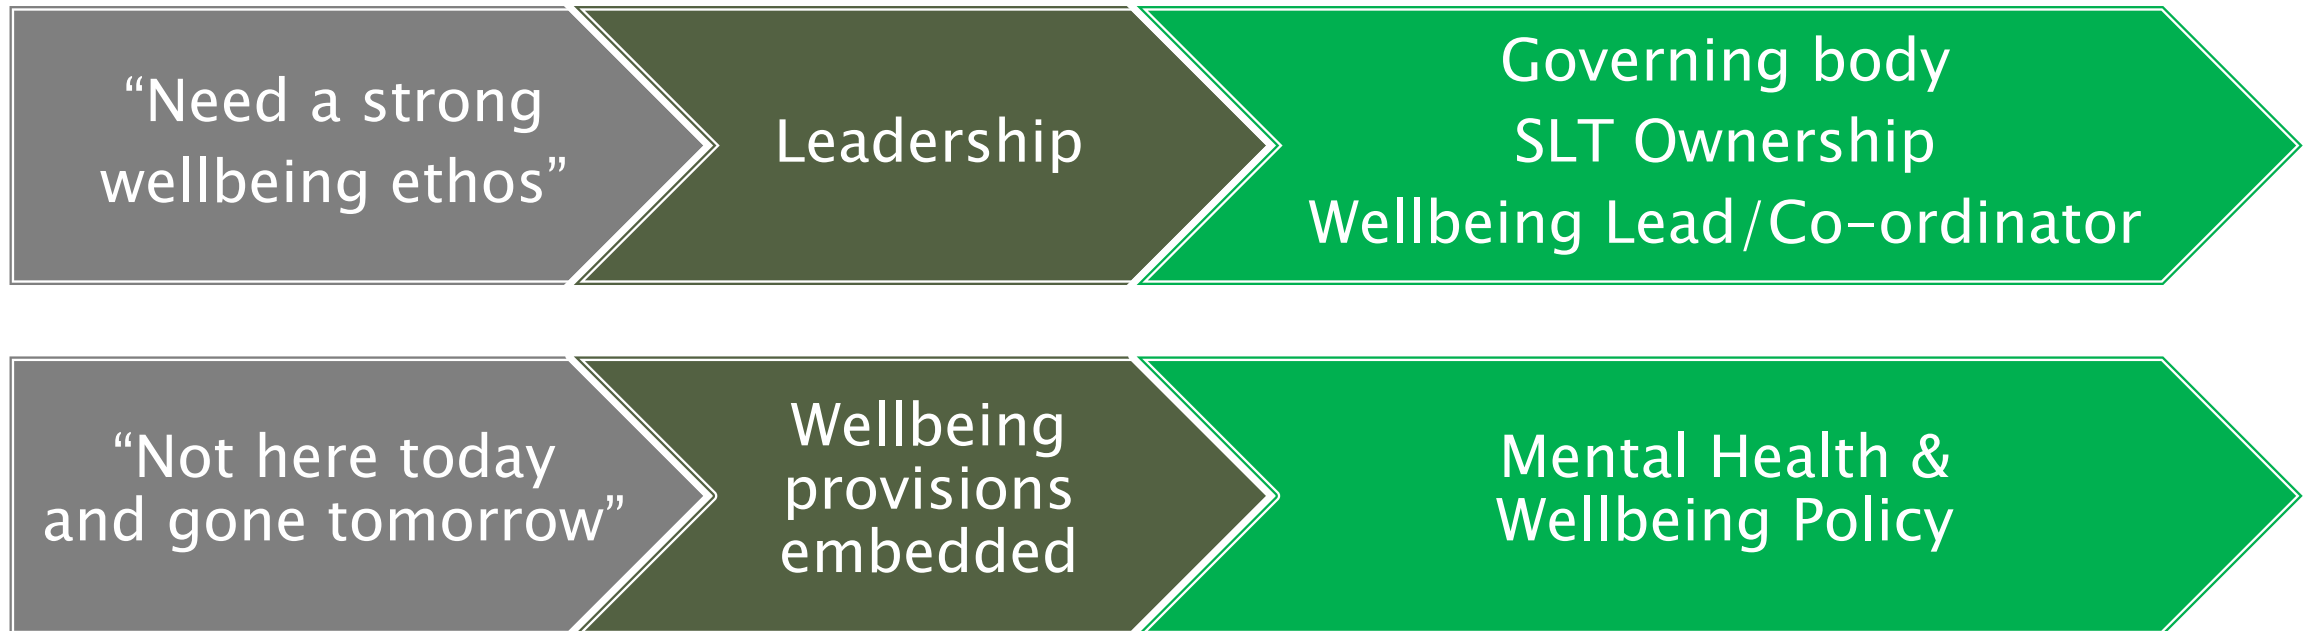 “Need a strong
wellbeing ethos”
Leadership
Governing body
SLT Ownership
Wellbeing Lead/Co-ordinator
“Not here today
and gone tomorrow”
Wellbeing
provisions
embedded
Mental Health &
Wellbeing Policy